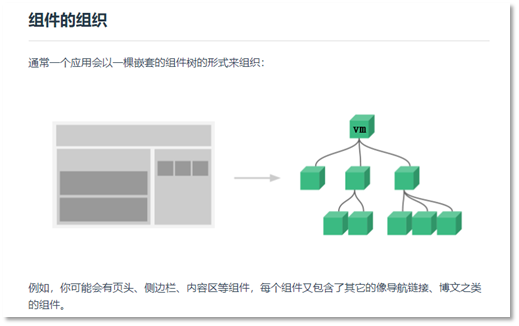 组件的组织
通常一个应用会以一棵嵌套的组件树的形式来组织：
vm
例如，你可能会有页头、侧边栏、内容区等组件，每个组件又包含了其它的像导航链接、博文之类
的组件。